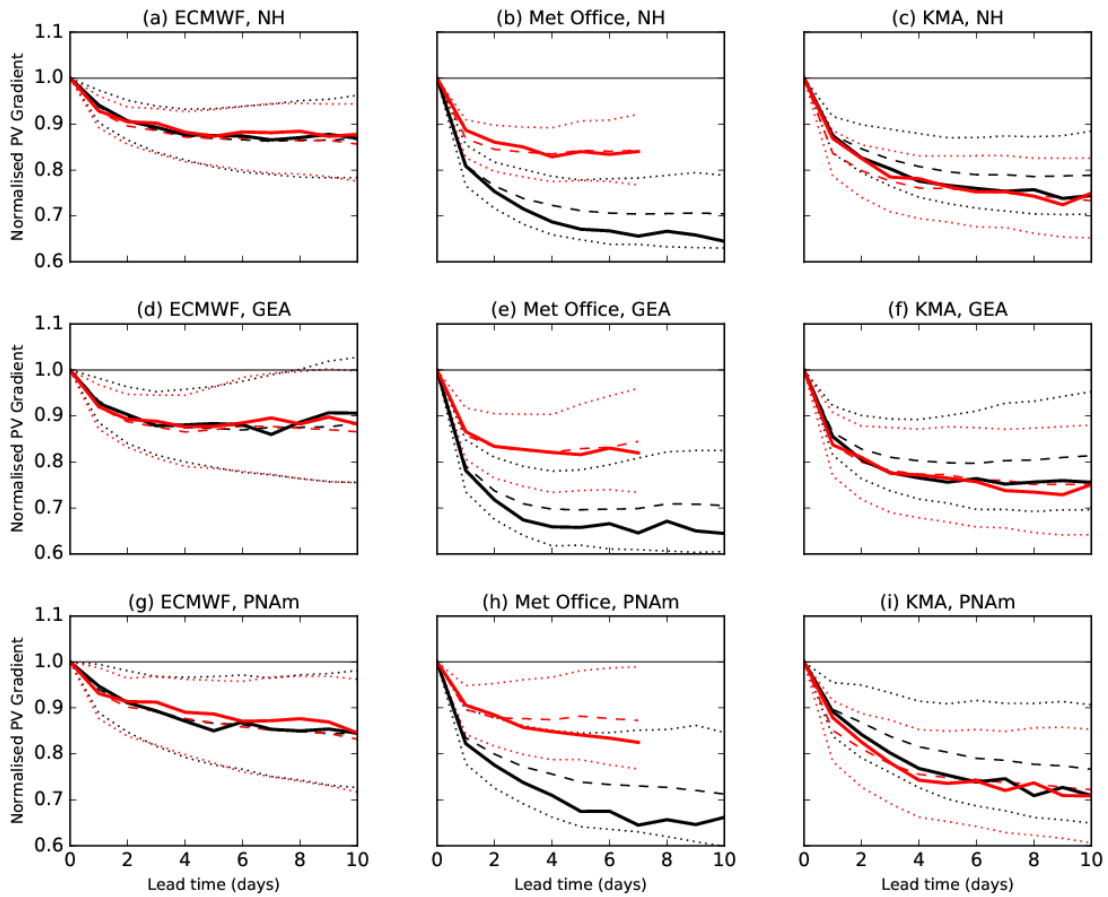 (a) ECMWF, NH
(b) Met Office, NH
(c) KMA, NH
Normalised PV Gradient
1.1
1.0
0.9
0.8
0.7
0.6
(d) ECMWF, GEA
(e) Met Office, GEA
(f) KMA, GEA
Normalised PV Gradient
1.1
1.0
0.9
0.8
0.7
0.6
(g) ECMWF, PNAm
(h) Met Office, PNAm
(i) KMA, PNAm
Normalised PV Gradient
1.1
1.0
0.9
0.8
0.7
0.6
0 2 4 6 8 10
0 2 4 6 8 10
0 2 4 6 8 10
Lead time (days)
Lead time (days)
Lead time (days)